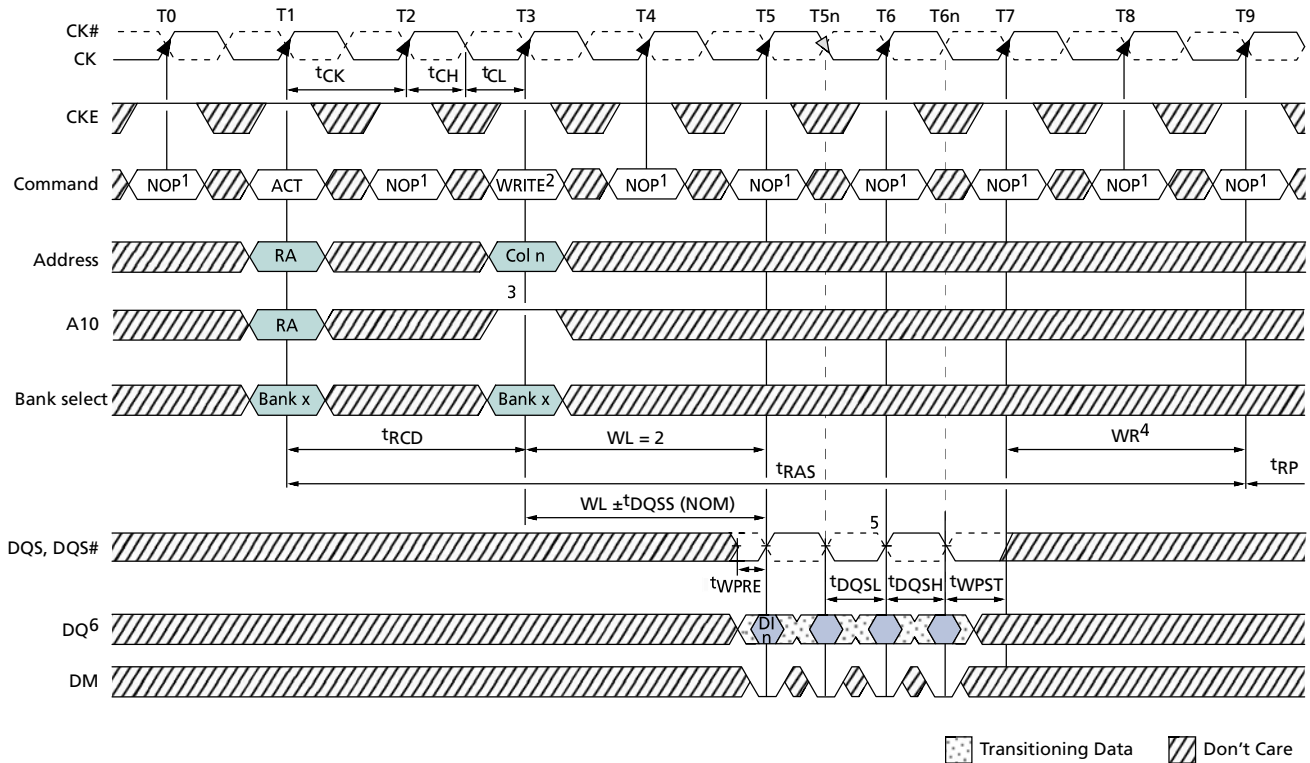 T0 T1 T2 T3 T4 T5 T5n T6 T6n T7 T8 T9
CK#
CK
tCK tCH tCL
CKE
Command NOP1 ACT NOP1 WRITE2 NOP1 NOP1 NOP1 NOP1 NOP1 NOP1
Address RA Col n
3
A10 RA
Bank select Bank x Bank x
tRCD WL = 2 WR4
tRAS tRP
WL ±tDQSS (NOM)
5
DQS, DQS#
tWPRE tDQSL tDQSH tWPST
DQ6 DI
n
DM
Transitioning Data Don't Care